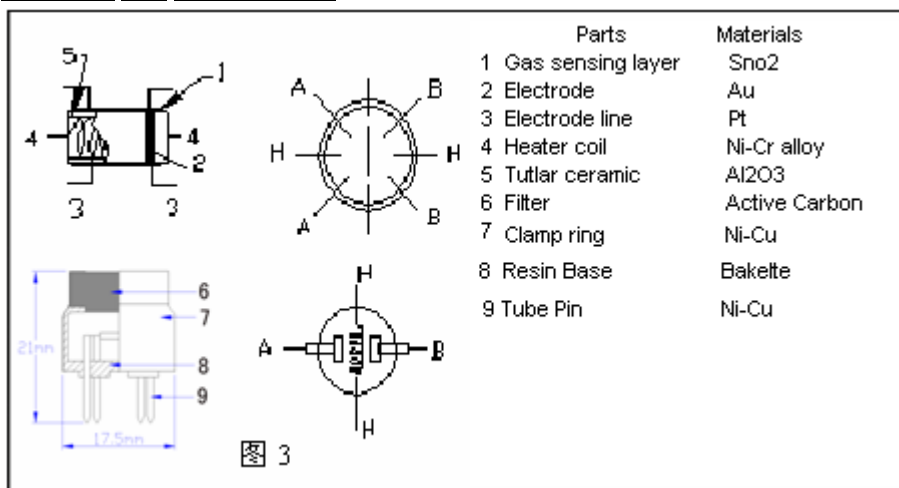 Parts Materials
1 Gas sensing layer Sno2
2 Electrode Au
3 Electrode line Pt
4 Heater coil Ni-Cr alloy
5 Tutlar ceramic Al2O3
6 Filter Active Carbon
7 Clamp ring Ni-Cu
8 Resin Base Bakelte
9 Tube Pin Ni-Cu
5
1
4
4
2
3
3
A
B
H
H
A
B
6
7
8
9
21mm
17.5mm
H
A
B
H
图 3